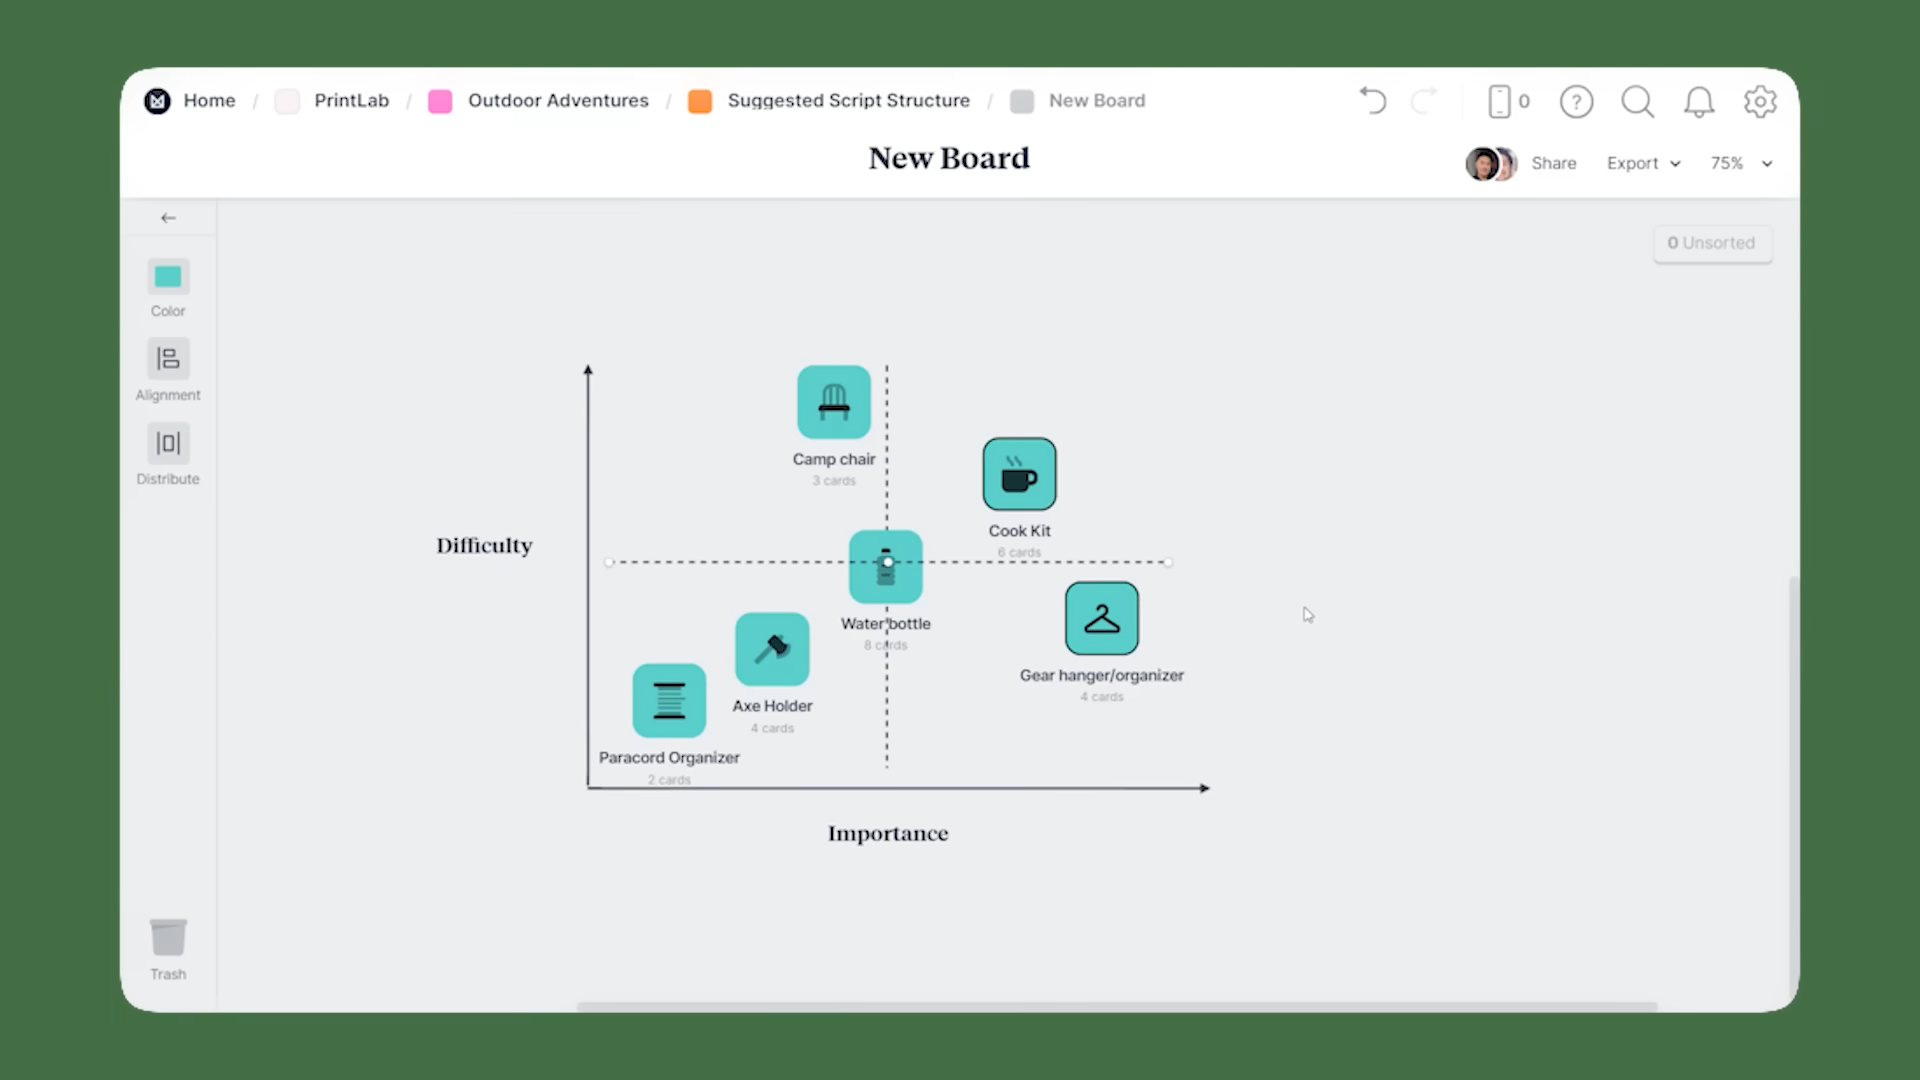 Home / PrintLab / Outdoor Adventures / Suggested Script Structure / New Board
0
?
New Board
Share
Export
75%
0 Unsorted
Color
Alignment
Distribute
Trash
Difficulty
Camp chair
3 cards
Cook Kit
6 cards
Water bottle
8 cards
Gear hanger/organizer
4 cards
Axe Holder
4 cards
Paracord Organizer
2 cards
Importance